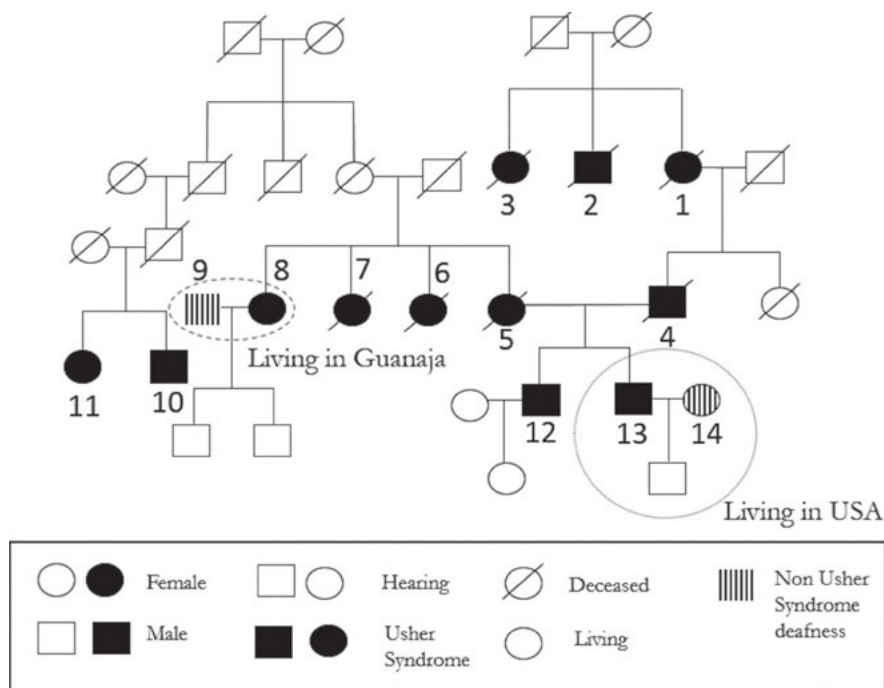 3
2
1
9
8
7
6
5
4
Living in Guanaja
11
10
12
13
14
Living in USA
Female
Hearing
Deceased
Non Usher
Syndrome
deafness
Male
Usher
Syndrome
Living